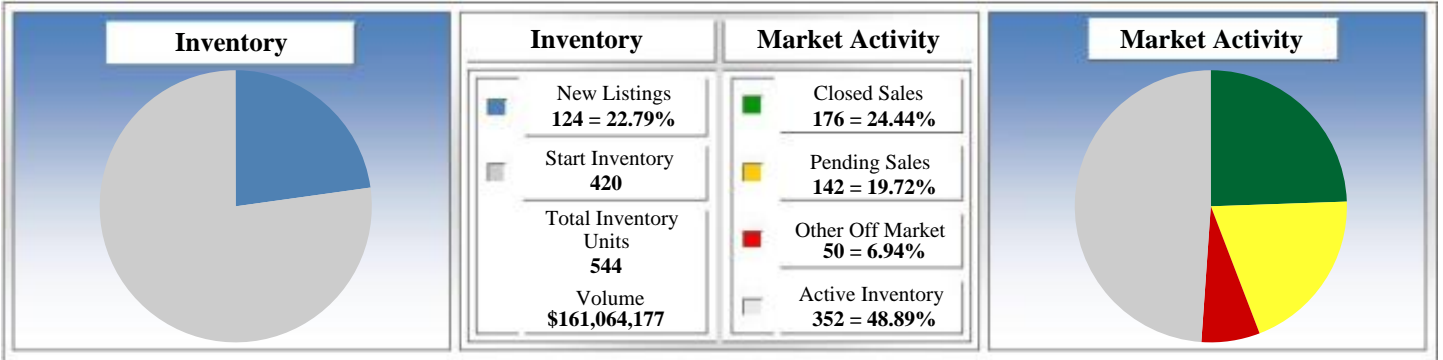 Inventory
Inventory
Market Activity
Market Activity
New Listings
124 = 22.79%
Start Inventory
420
Total Inventory
Units
544
Volume
$161,064,177
Closed Sales
176 = 24.44%
Pending Sales
142 = 19.72%
Other Off Market
50 = 6.94%
Active Inventory
352 = 48.89%